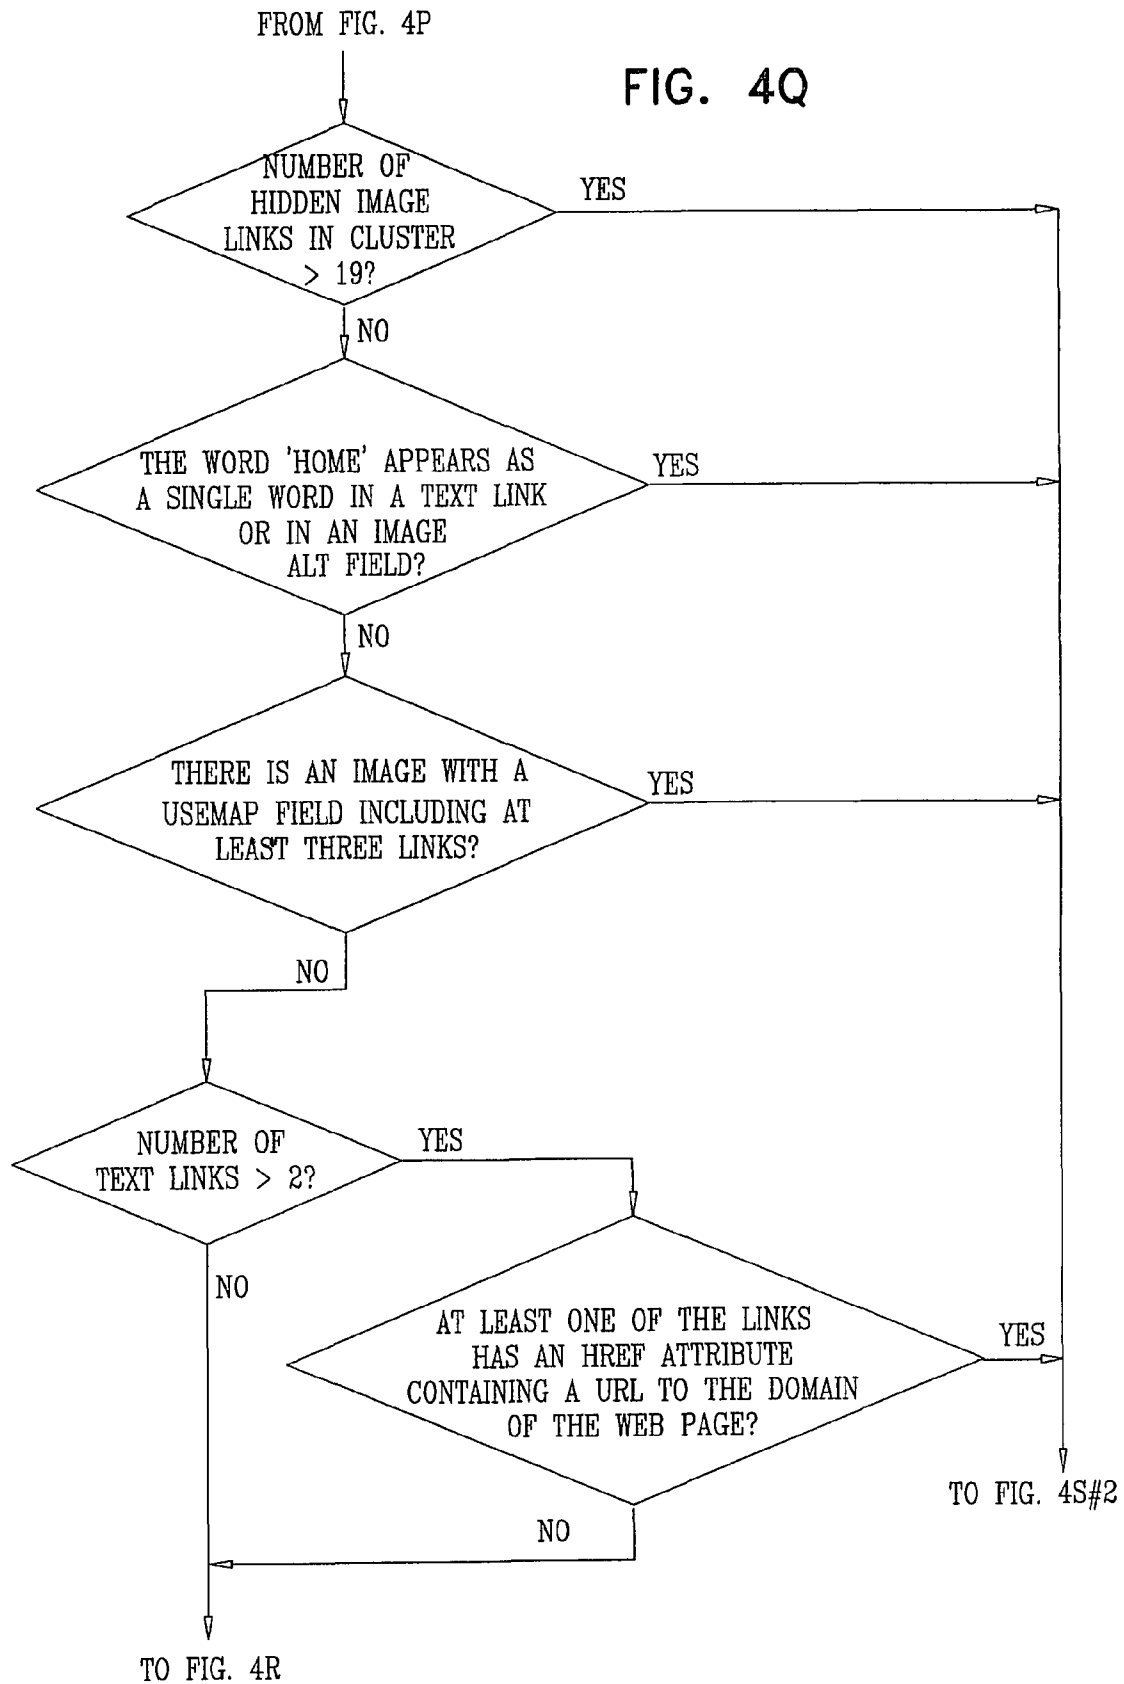 FROM FIG. 4P
FIG. 4Q
NUMBER OF
HIDDEN IMAGE
LINKS IN CLUSTER
> 19?
YES
NO
THE WORD 'HOME' APPEARS AS
A SINGLE WORD IN A TEXT LINK
OR IN AN IMAGE
ALT FIELD?
YES
NO
THERE IS AN IMAGE WITH A
USEMAP FIELD INCLUDING AT
LEAST THREE LINKS?
YES
NO
NUMBER OF
TEXT LINKS > 2?
YES
NO
AT LEAST ONE OF THE LINKS
HAS AN HREF ATTRIBUTE
CONTAINING A URL TO THE DOMAIN
OF THE WEB PAGE?
YES
NO
TO FIG. 4S#2
TO FIG. 4R